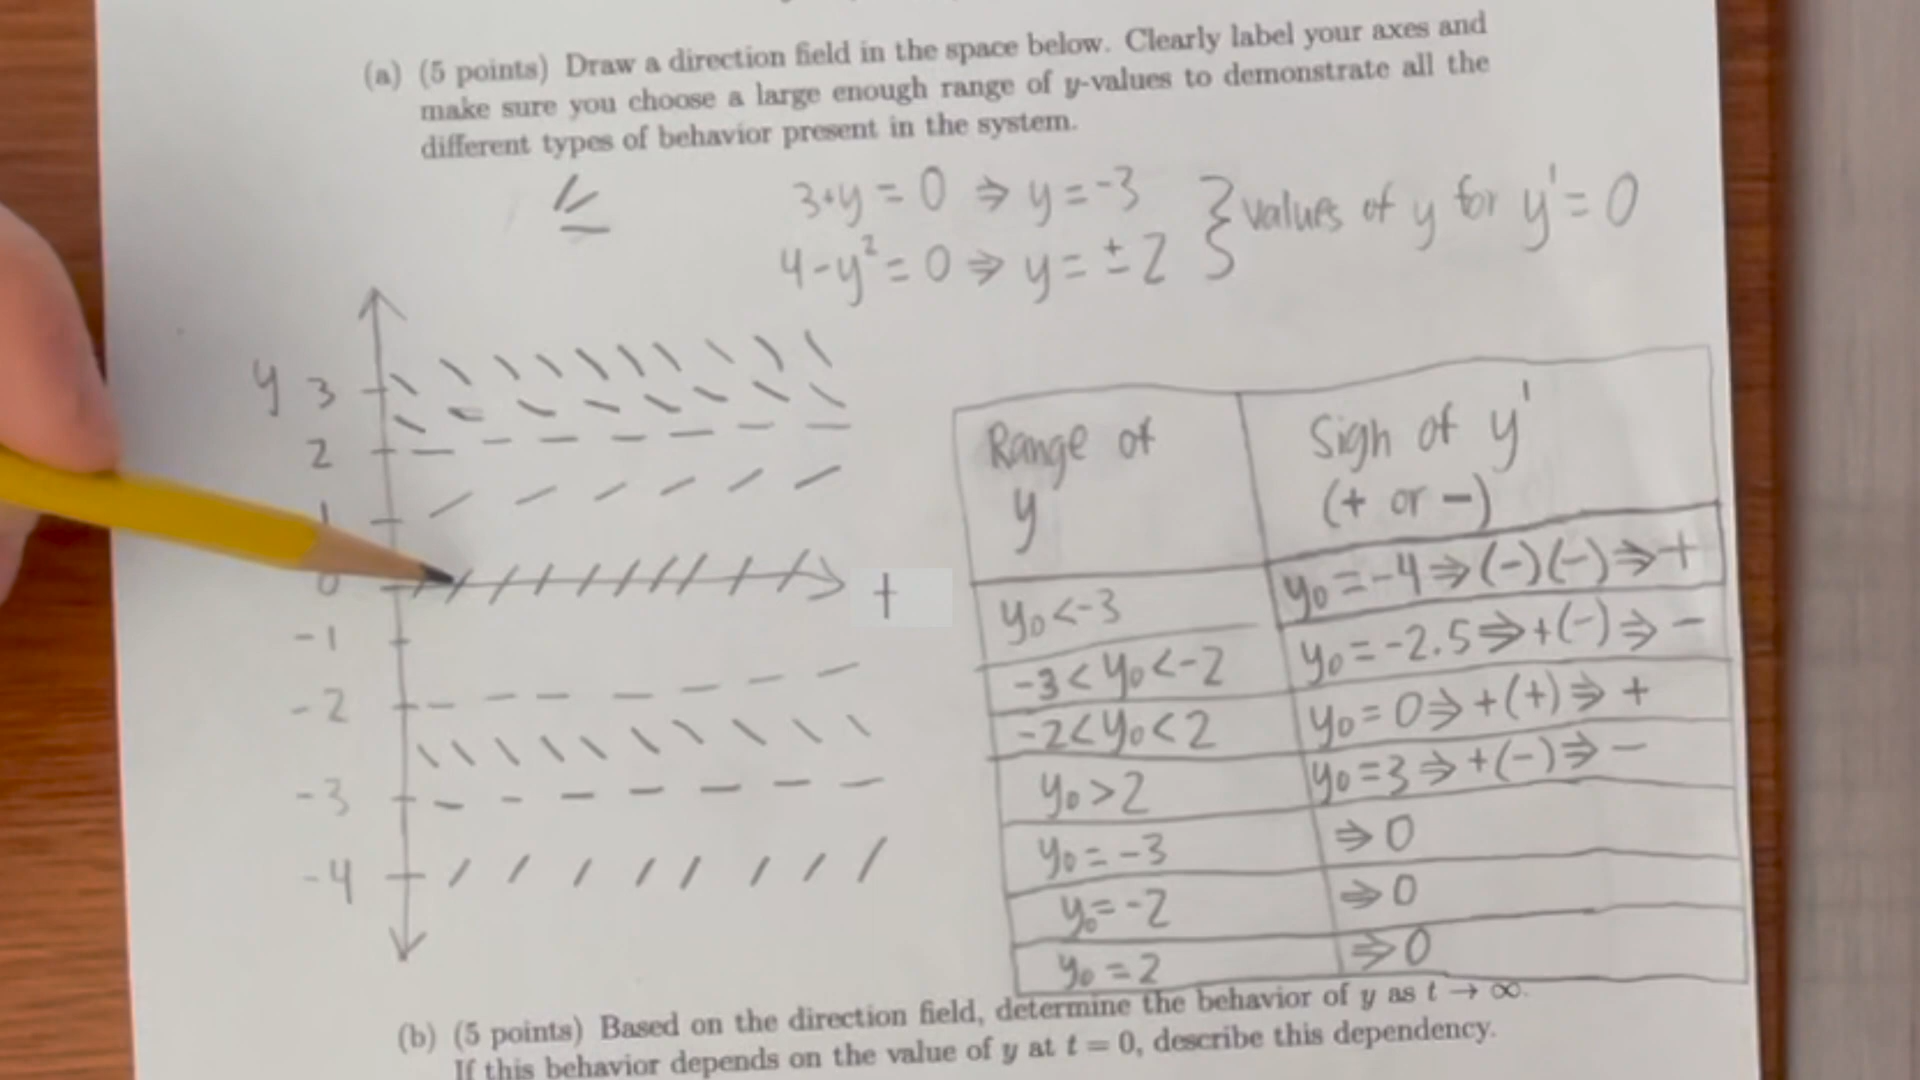 (a) (5 points) Draw a direction field in the space below. Clearly label your axes and
make sure you choose a large enough range of y-values to demonstrate all the
different types of behavior present in the system.
3+y = 0 ⇒ y = -3
4-y² = 0 ⇒ y = ±2
} values of y for y' = 0
y
3
2
1
0
-1
-2
-3
-4
t
Range of y
Sign of y' (+ or -)
y₀<-3
y₀ = -4 ⇒ (-)(-) ⇒ +
-3 < y₀ < -2
y₀ = -2.5 ⇒ +(-) ⇒ -
-2 < y₀ < 2
y₀ = 0 ⇒ +(+) ⇒ +
y₀ > 2
y₀ = 3 ⇒ +(-) ⇒ -
y₀ = -3
⇒ 0
y₀ = -2
⇒ 0
y₀ = 2
⇒ 0
(b) (5 points) Based on the direction field, determine the behavior of y as t → ∞.
If this behavior depends on the value of y at t = 0, describe this dependency.